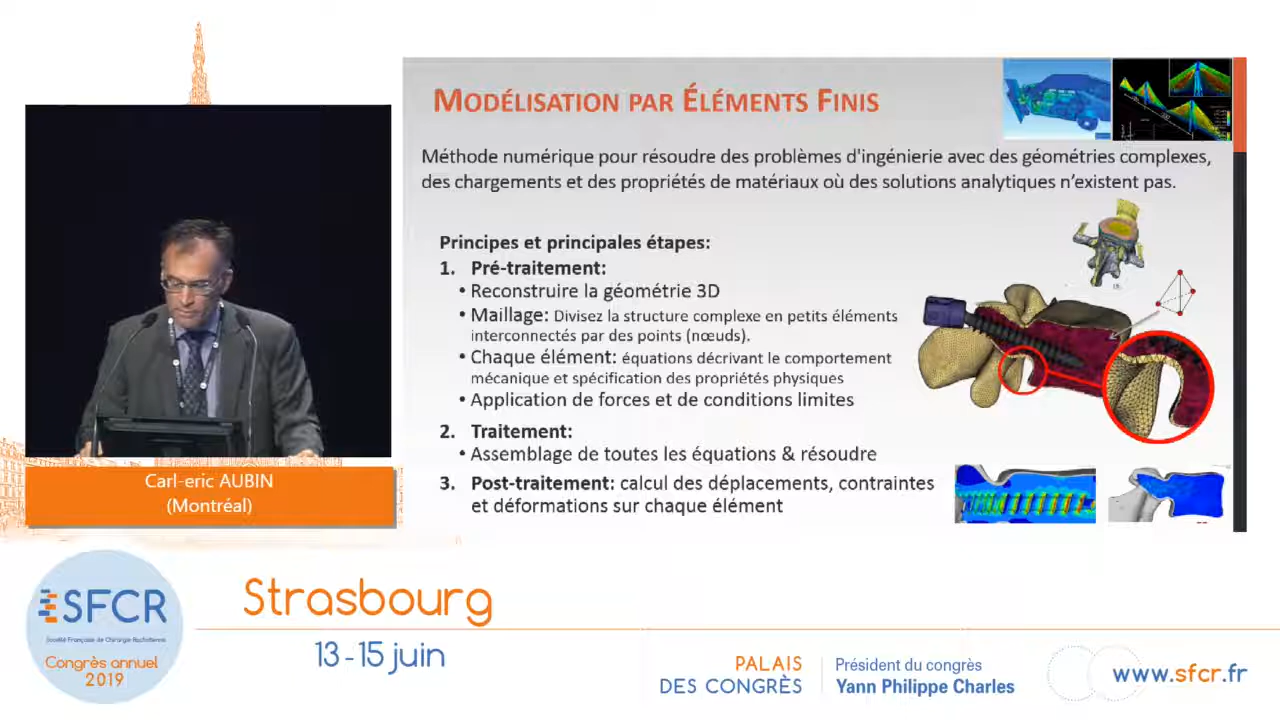 MODÉLISATION PAR ÉLÉMENTS FINIS
Méthode numérique pour résoudre des problèmes d'ingénierie avec des géométries complexes,
des chargements et des propriétés de matériaux où des solutions analytiques n'existent pas.
Principes et principales étapes:
1. Pré-traitement:
• Reconstruire la géométrie 3D
• Maillage: Divisez la structure complexe en petits éléments
interconnectés par des points (nœuds).
• Chaque élément: équations décrivant le comportement
mécanique et spécification des propriétés physiques
• Application de forces et de conditions limites
2. Traitement:
• Assemblage de toutes les équations & résoudre
3. Post-traitement: calcul des déplacements, contraintes
et déformations sur chaque élément
Carl-eric AUBIN
(Montréal)
SFCR
Société Française de Chirurgie Rachidienne
Congrès annuel
2019
Strasbourg
13-15 juin
PALAIS
DES CONGRÈS
Président du congrès
Yann Philippe Charles
www.sfcr.fr